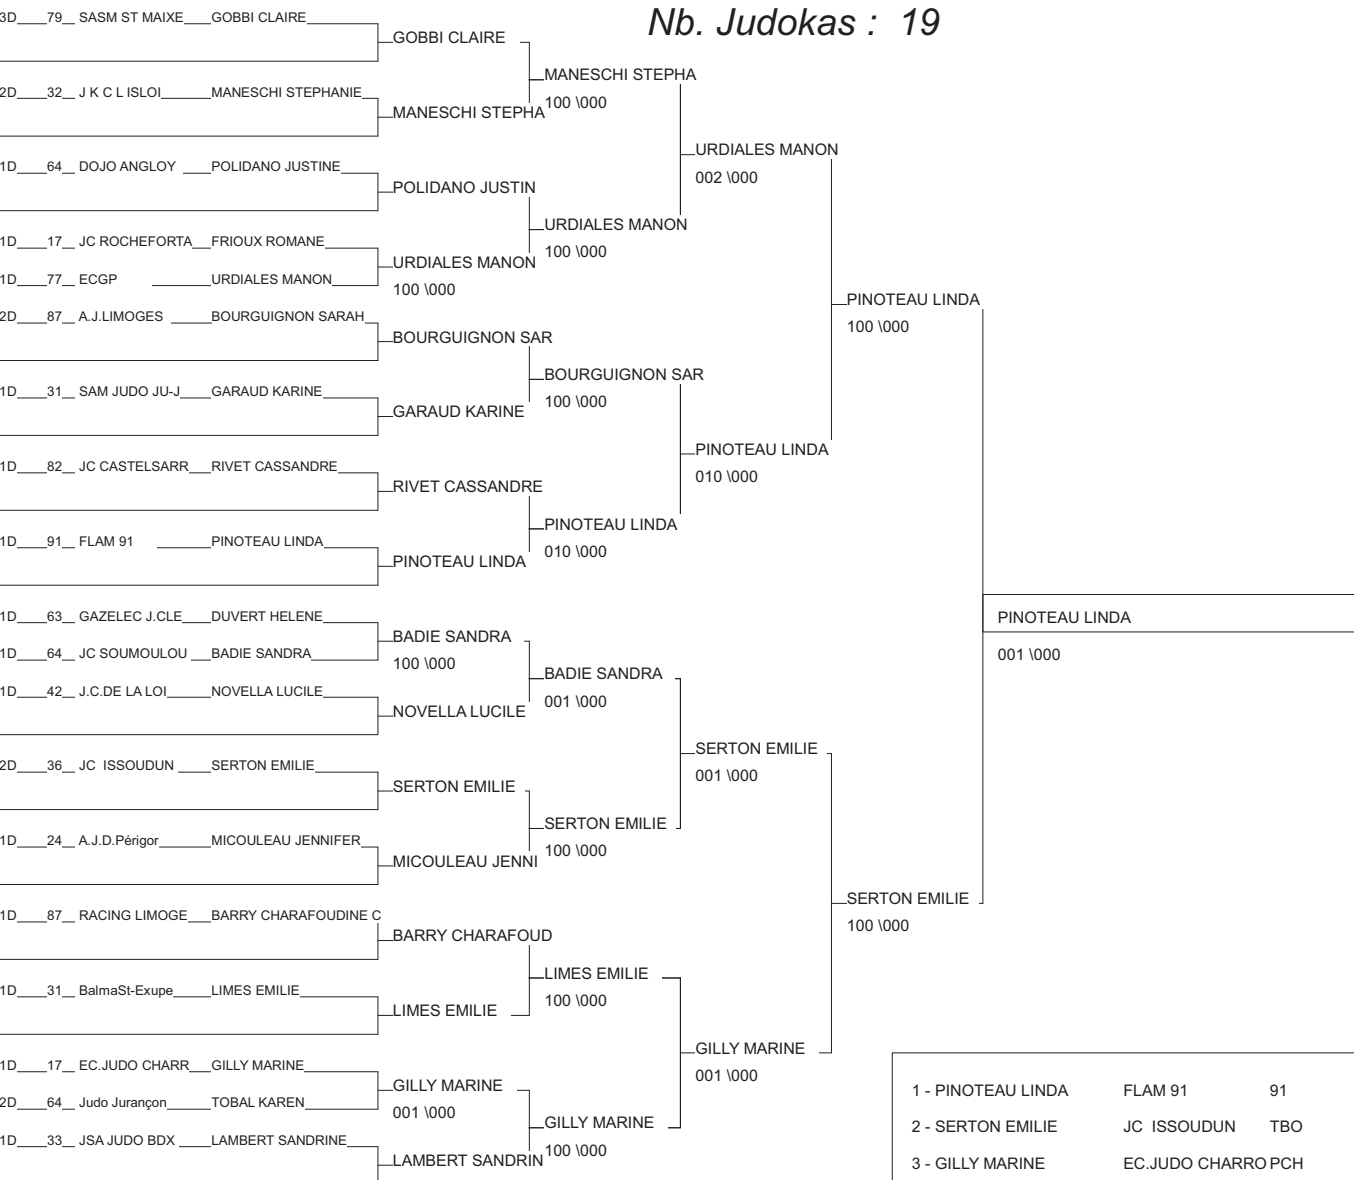 Nb. Judokas : 19
3D 79 SASM ST MAIXE GOBBI CLAIRE
GOBBI CLAIRE
MANESCHI STEPHA
100 \000
2D 32 J K C L ISLOI MANESCHI STEPHANIE
MANESCHI STEPHA
URDIALES MANON
002 \000
1D 64 DOJO ANGLOY POLIDANO JUSTINE
POLIDANO JUSTIN
URDIALES MANON
100 \000
1D 17 JC ROCHEFORTA FRIOUX ROMANE
URDIALES MANON
100 \000
1D 77 ECGP URDIALES MANON
PINOTEAU LINDA
100 \000
2D 87 A.J.LIMOGES BOURGUIGNON SARAH
BOURGUIGNON SAR
BOURGUIGNON SAR
100 \000
1D 31 SAM JUDO JU-J GARAUD KARINE
GARAUD KARINE
PINOTEAU LINDA
010 \000
1D 82 JC CASTELSARR RIVET CASSANDRE
RIVET CASSANDRE
PINOTEAU LINDA
010 \000
1D 91 FLAM 91 PINOTEAU LINDA
PINOTEAU LINDA
PINOTEAU LINDA
001 \000
1D 63 GAZELEC J.CLE DUVERT HELENE
BADIE SANDRA
100 \000
1D 64 JC SOUMOULOU BADIE SANDRA
BADIE SANDRA
001 \000
1D 42 J.C.DE LA LOI NOVELLA LUCILE
NOVELLA LUCILE
SERTON EMILIE
001 \000
2D 36 JC ISSOUDUN SERTON EMILIE
SERTON EMILIE
SERTON EMILIE
100 \000
1D 24 A.J.D.Périgor MICOULEAU JENNIFER
MICOULEAU JENNI
SERTON EMILIE
100 \000
1D 87 RACING LIMOGE BARRY CHARAFOUDINE C
BARRY CHARAFOUD
LIMES EMILIE
100 \000
1D 31 BalmaSt-Exupe LIMES EMILIE
LIMES EMILIE
GILLY MARINE
001 \000
1D 17 EC.JUDO CHARR GILLY MARINE
GILLY MARINE
001 \000
2D 64 Judo Jurançon TOBAL KAREN
GILLY MARINE
100 \000
1D 33 JSA JUDO BDX LAMBERT SANDRINE
LAMBERT SANDRIN
1 - PINOTEAU LINDA FLAM 91 91
2 - SERTON EMILIE JC ISSOUDUN TBO
3 - GILLY MARINE EC.JUDO CHARRO PCH